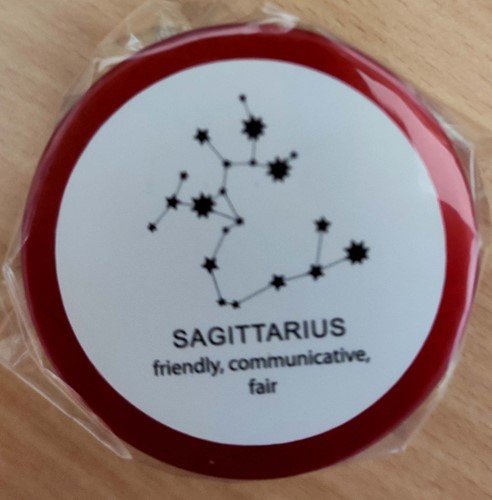 SAGITTARIUS
friendly, communicative,
fair